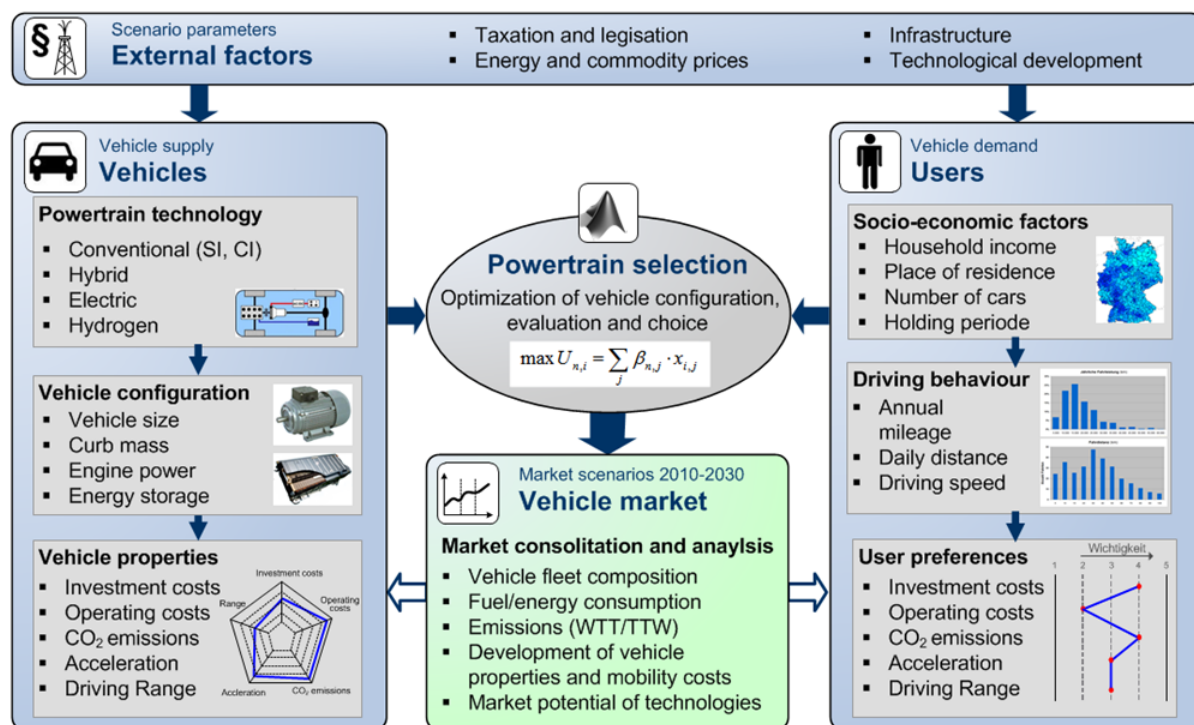 §
Scenario parameters
External factors
▪ Taxation and legisation
▪ Energy and commodity prices
▪ Infrastructure
▪ Technological development
Vehicle supply
Vehicles
Powertrain technology
▪ Conventional (SI, CI)
▪ Hybrid
▪ Electric
▪ Hydrogen
Vehicle configuration
▪ Vehicle size
▪ Curb mass
▪ Engine power
▪ Energy storage
Vehicle properties
▪ Investment costs
▪ Operating costs
▪ CO₂ emissions
▪ Acceleration
▪ Driving Range
Investment costs
Range
Operating
costs
Accleration
CO₂ emissions
Powertrain selection
Optimization of vehicle configuration,
evaluation and choice
max U_{n,i} = ∑_j β_{n,j} · x_{i,j}
Market scenarios 2010-2030
Vehicle market
Market consolitation and anaylsis
▪ Vehicle fleet composition
▪ Fuel/energy consumption
▪ Emissions (WTT/TTW)
▪ Development of vehicle
properties and mobility costs
▪ Market potential of technologies
Vehicle demand
Users
Socio-economic factors
▪ Household income
▪ Place of residence
▪ Number of cars
▪ Holding periode
Driving behaviour
▪ Annual
mileage
▪ Daily distance
▪ Driving speed
User preferences
▪ Investment costs
▪ Operating costs
▪ CO₂ emissions
▪ Acceleration
▪ Driving Range
Wichtigkeit
1 2 3 4 5